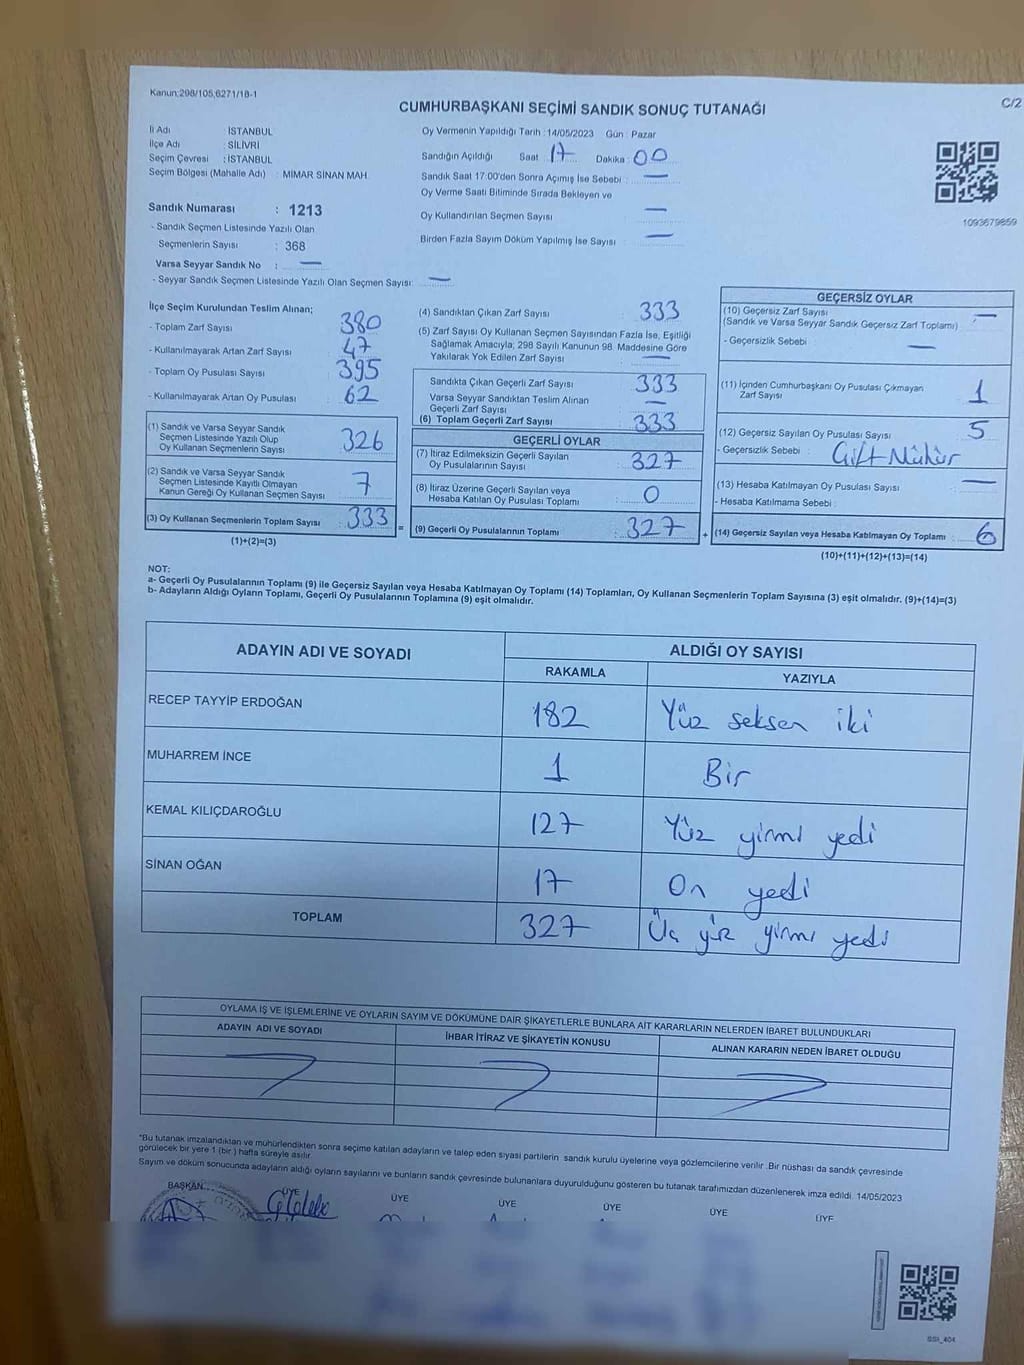 Kanun;298/105,6271/18-1
C/2
CUMHURBAŞKANI SEÇİMİ SANDIK SONUÇ TUTANAĞI
İl Adı : İSTANBUL
İlçe Adı : SİLİVRİ
Seçim Çevresi : İSTANBUL
Seçim Bölgesi (Mahalle Adı) : MİMAR SİNAN MAH.
Sandık Numarası : 1213
- Sandık Seçmen Listesinde Yazılı Olan
Seçmenlerin Sayısı : 368
Varsa Seyyar Sandık No : —
- Seyyar Sandık Seçmen Listesinde Yazılı Olan Seçmen Sayısı: —
Oy Vermenin Yapıldığı Tarih : 14/05/2023 Gün : Pazar
Sandığın Açıldığı Saat : 17 Dakika : 00
Sandık Saat 17:00'den Sonra Açılmış İse Sebebi : —
Oy Verme Saati Bitiminde Sırada Bekleyen ve
Oy Kullandırılan Seçmen Sayısı : —
Birden Fazla Sayım Döküm Yapılmış İse Sayısı : —
1093679859
İlçe Seçim Kurulundan Teslim Alınan;
- Toplam Zarf Sayısı : 380
- Kullanılmayarak Artan Zarf Sayısı : 47
- Toplam Oy Pusulası Sayısı : 395
- Kullanılmayarak Artan Oy Pusulası : 62
(1) Sandık ve Varsa Seyyar Sandık
Seçmen Listesinde Yazılı Olup
Oy Kullanan Seçmenlerin Sayısı : 326
(2) Sandık ve Varsa Seyyar Sandık
Seçmen Listesinde Kayıtlı Olmayan
Kanun Gereği Oy Kullanan Seçmen Sayısı : 7
(3) Oy Kullanan Seçmenlerin Toplam Sayısı : 333 =
(1)+(2)=(3)
(4) Sandıktan Çıkan Zarf Sayısı : 333
(5) Zarf Sayısı Oy Kullanan Seçmen Sayısından Fazla İse, Eşitliği
Sağlamak Amacıyla; 298 Sayılı Kanunun 98. Maddesine Göre
Yakılarak Yok Edilen Zarf Sayısı : —
Sandıkta Çıkan Geçerli Zarf Sayısı : 333
Varsa Seyyar Sandıktan Teslim Alınan
Geçerli Zarf Sayısı : —
(6) Toplam Geçerli Zarf Sayısı : 333
GEÇERLİ OYLAR
(7) İtiraz Edilmeksizin Geçerli Sayılan
Oy Pusulalarının Sayısı : 327
(8) İtiraz Üzerine Geçerli Sayılan veya
Hesaba Katılan Oy Pusulası Toplamı : 0
(9) Geçerli Oy Pusulalarının Toplamı : 327 +
GEÇERSİZ OYLAR
(10) Geçersiz Zarf Sayısı : —
(Sandık ve Varsa Seyyar Sandık Geçersiz Zarf Toplamı)
- Geçersizlik Sebebi : —
(11) İçinden Cumhurbaşkanı Oy Pusulası Çıkmayan
Zarf Sayısı : 1
(12) Geçersiz Sayılan Oy Pusulası Sayısı : 5
- Geçersizlik Sebebi : Çift Mühür
(13) Hesaba Katılmayan Oy Pusulası Sayısı : —
- Hesaba Katılmama Sebebi :
(14) Geçersiz Sayılan veya Hesaba Katılmayan Oy Toplamı : 6
(10)+(11)+(12)+(13)=(14)
NOT:
a- Geçerli Oy Pusulalarının Toplamı (9) ile Geçersiz Sayılan veya Hesaba Katılmayan Oy Toplamı (14) Toplamları, Oy Kullanan Seçmenlerin Toplam Sayısına (3) eşit olmalıdır. (9)+(14)=(3)
b- Adayların Aldığı Oyların Toplamı, Geçerli Oy Pusulalarının Toplamına (9) eşit olmalıdır.
ADAYIN ADI VE SOYADI ALDIĞI OY SAYISI
RAKAMLA YAZIYLA
RECEP TAYYİP ERDOĞAN 182 Yüz seksen iki
MUHARREM İNCE 1 Bir
KEMAL KILIÇDAROĞLU 127 Yüz yirmi yedi
SİNAN OĞAN 17 On yedi
TOPLAM 327 Üç yüz yirmi yedi
OYLAMA İŞ VE İŞLEMLERİNE VE OYLARIN SAYIM VE DÖKÜMÜNE DAİR ŞİKAYETLERLE BUNLARA AİT KARARLARIN NELERDEN İBARET BULUNDUKLARI
ADAYIN ADI VE SOYADI İHBAR İTİRAZ VE ŞİKAYETİN KONUSU ALINAN KARARIN NEDEN İBARET OLDUĞU
*Bu tutanak imzalandıktan ve mühürlendikten sonra seçime katılan adayların ve talep eden siyasi partilerin sandık kurulu üyelerine veya gözlemcilerine verilir. Bir nüshası da sandık çevresinde
görülecek bir yere 1 (bir) hafta süreyle asılır.
Sayım ve döküm sonucunda adayların aldığı oyların sayılarını ve bunların sandık çevresinde bulunanlara duyurulduğunu gösteren bu tutanak tarafımızdan düzenlenerek imza edildi. 14/05/2023
BAŞKAN ÜYE ÜYE ÜYE ÜYE ÜYE ÜYE
SSI_404